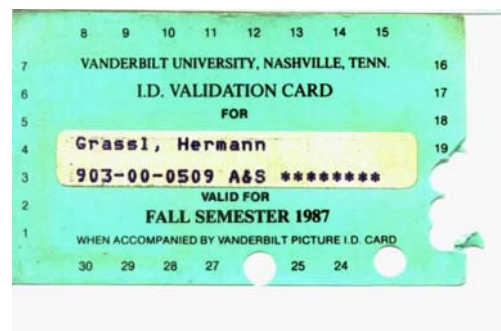 8 9 10 11 12 13 14 15
7 VANDERBILT UNIVERSITY, NASHVILLE, TENN. 16
6 I.D. VALIDATION CARD 17
5 FOR 18
4 Grassl, Hermann 19
3 903-00-0509 A&S ********
VALID FOR
2 FALL SEMESTER 1987
1 WHEN ACCOMPANIED BY VANDERBILT PICTURE I.D. CARD
30 29 28 27 25 24